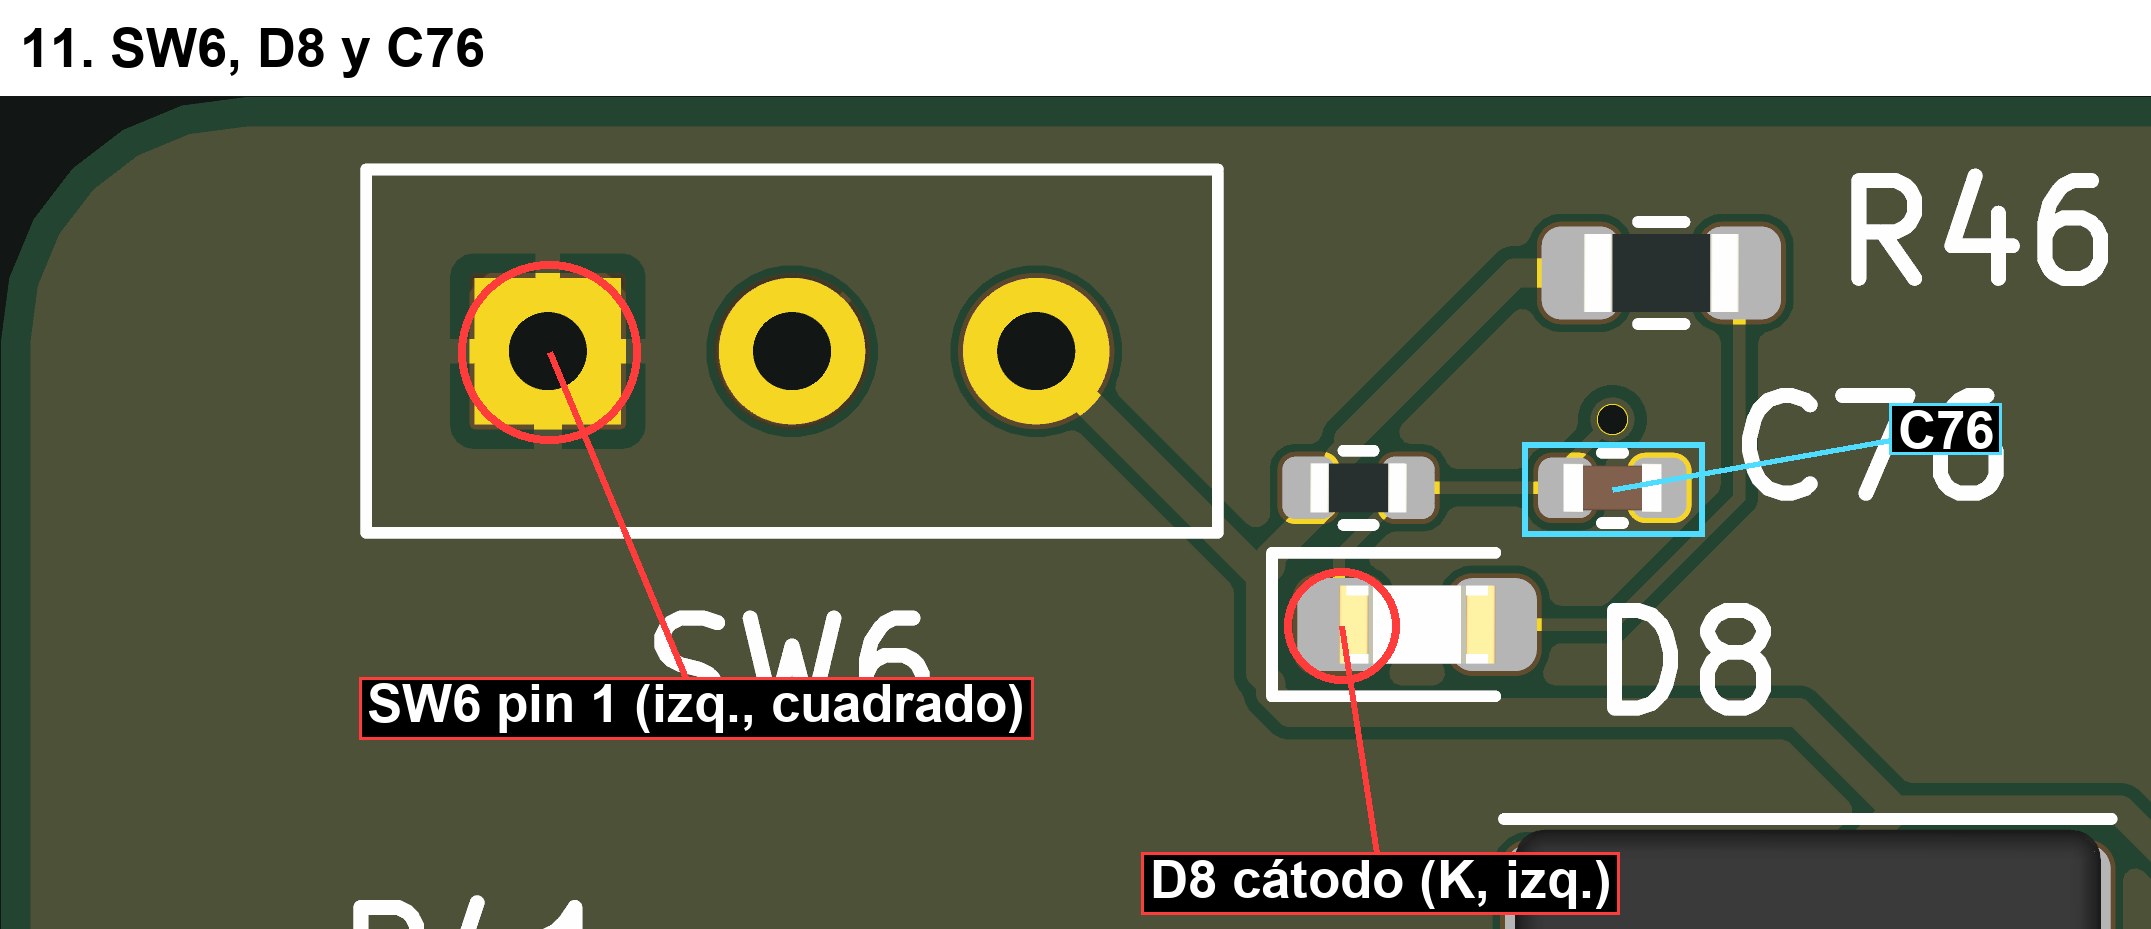 11. SW6, D8 y C76
R46
C76
C76
SW6
SW6 pin 1 (izq., cuadrado)
D8
D8 cátodo (K, izq.)